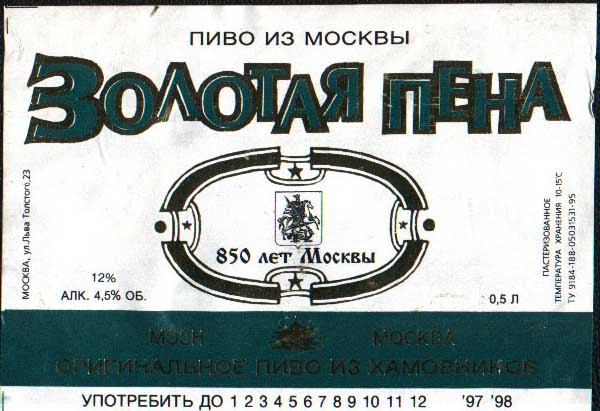 ПИВО ИЗ МОСКВЫ
ЗОЛОТАЯ ПЕНА
850 лет Москвы
МОСКВА, ул.Льва Толстого,23
12%
АЛК. 4,5% ОБ.
0,5 Л
ПАСТЕРИЗОВАННОЕ
ТЕМПЕРАТУРА ХРАНЕНИЯ 10-15°С
ТУ 9184-188-05031531-95
МЭЗН МОСКВА
ОРИГИНАЛЬНОЕ ПИВО ИЗ ХАМОВНИКОВ
УПОТРЕБИТЬ ДО 1 2 3 4 5 6 7 8 9 10 11 12 '97 '98